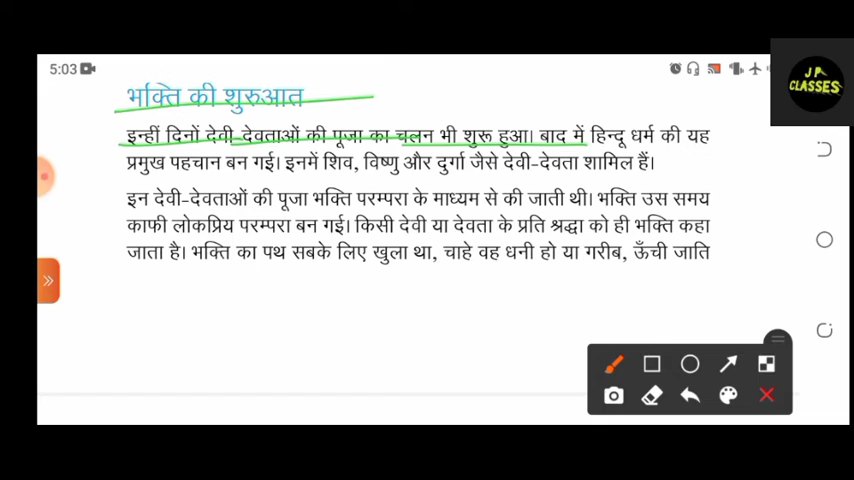 5:03
J P
CLASSES
भक्ति की शुरुआत
इन्हीं दिनों देवी-देवताओं की पूजा का चलन भी शुरू हुआ। बाद में हिन्दू धर्म की यह
प्रमुख पहचान बन गई। इनमें शिव, विष्णु और दुर्गा जैसे देवी-देवता शामिल हैं।
इन देवी-देवताओं की पूजा भक्ति परम्परा के माध्यम से की जाती थी। भक्ति उस समय
काफी लोकप्रिय परम्परा बन गई। किसी देवी या देवता के प्रति श्रद्धा को ही भक्ति कहा
जाता है। भक्ति का पथ सबके लिए खुला था, चाहे वह धनी हो या गरीब, ऊँची जाति